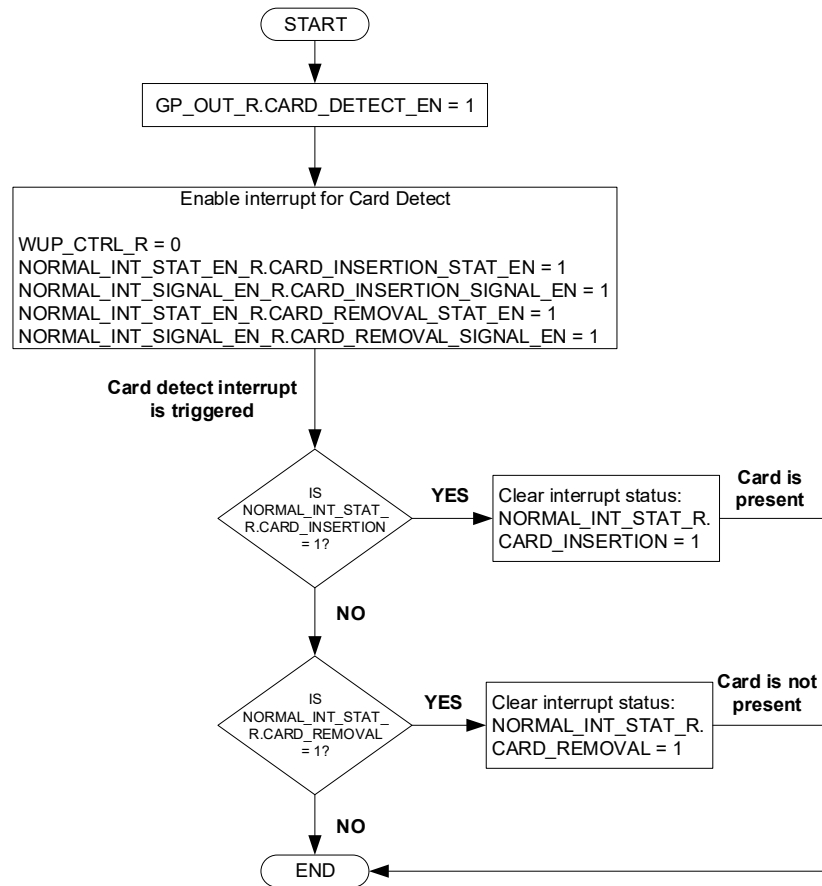 START
GP_OUT_R.CARD_DETECT_EN = 1
Enable interrupt for Card Detect
WUP_CTRL_R = 0
NORMAL_INT_STAT_EN_R.CARD_INSERTION_STAT_EN = 1
NORMAL_INT_SIGNAL_EN_R.CARD_INSERTION_SIGNAL_EN = 1
NORMAL_INT_STAT_EN_R.CARD_REMOVAL_STAT_EN = 1
NORMAL_INT_SIGNAL_EN_R.CARD_REMOVAL_SIGNAL_EN = 1
Card detect interrupt
is triggered
IS
NORMAL_INT_STAT_
R.CARD_INSERTION
= 1?
YES
Clear interrupt status:
NORMAL_INT_STAT_R.
CARD_INSERTION = 1
Card is
present
NO
IS
NORMAL_INT_STAT_
R.CARD_REMOVAL
= 1?
YES
Clear interrupt status:
NORMAL_INT_STAT_R.
CARD_REMOVAL = 1
Card is not
present
NO
END